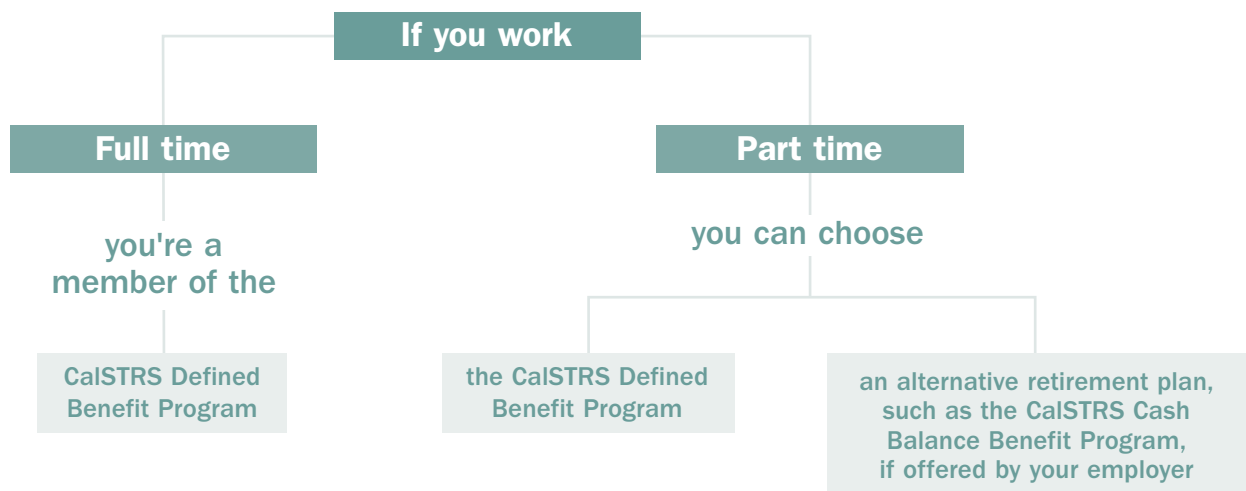 If you work
Full time
you're a
member of the
CalSTRS Defined
Benefit Program
Part time
you can choose
the CalSTRS Defined
Benefit Program
an alternative retirement plan,
such as the CalSTRS Cash
Balance Benefit Program,
if offered by your employer